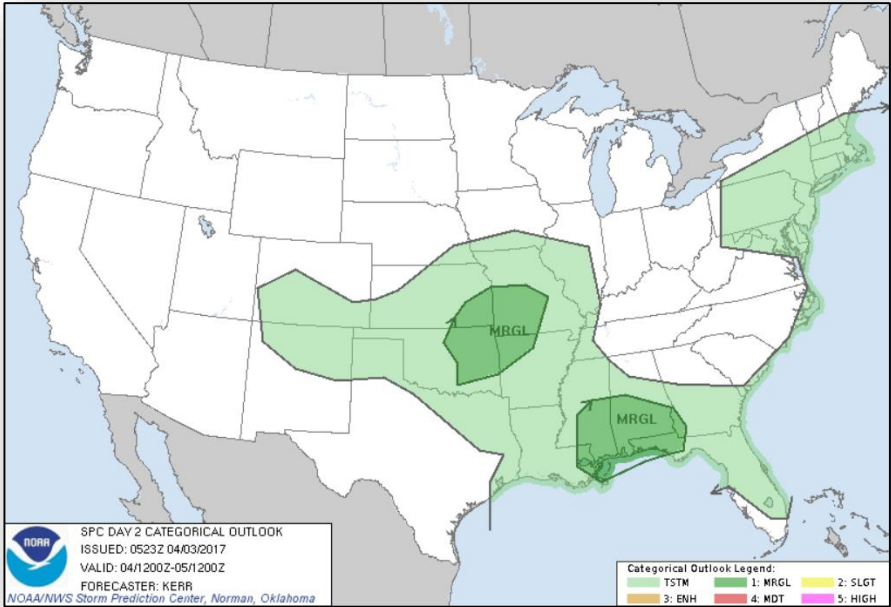 MRGL
MRGL
NOAA
SPC DAY 2 CATEGORICAL OUTLOOK
ISSUED: 0523Z 04/03/2017
VALID: 04/1200Z-05/1200Z
FORECASTER: KERR
NOAA/NWS Storm Prediction Center, Norman, Oklahoma
Categorical Outlook Legend:
TSTM 1: MRGL 2: SLGT
3: ENH 4: MDT 5: HIGH